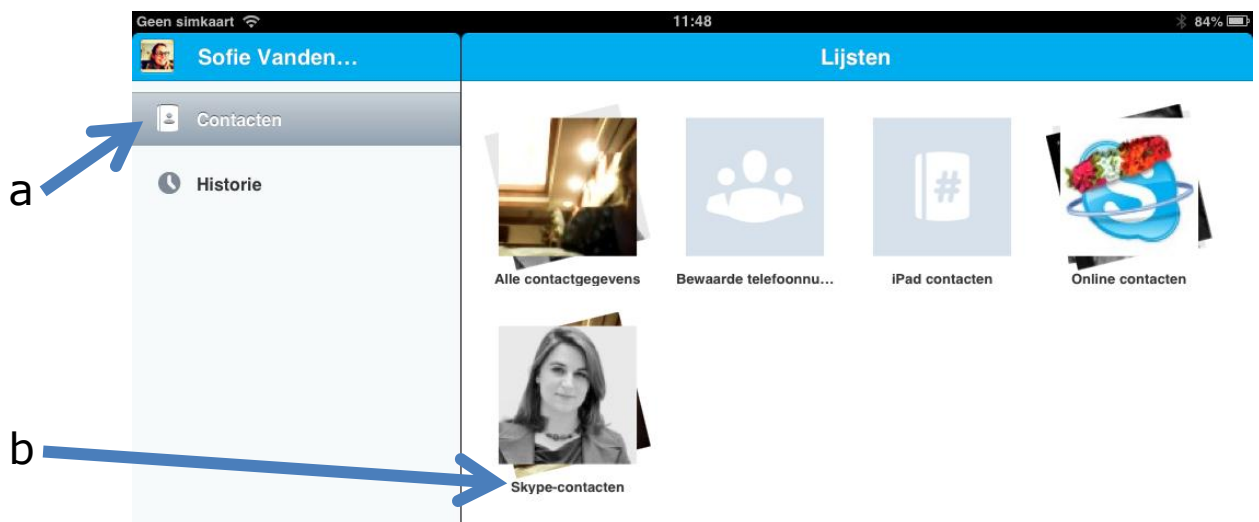 Geen simkaart 11:48 84%
Sofie Vanden... Lijsten
a Contacten
Historie
#
S
Alle contactgegevens Bewaarde telefoonnu... iPad contacten Online contacten
b
Skype-contacten